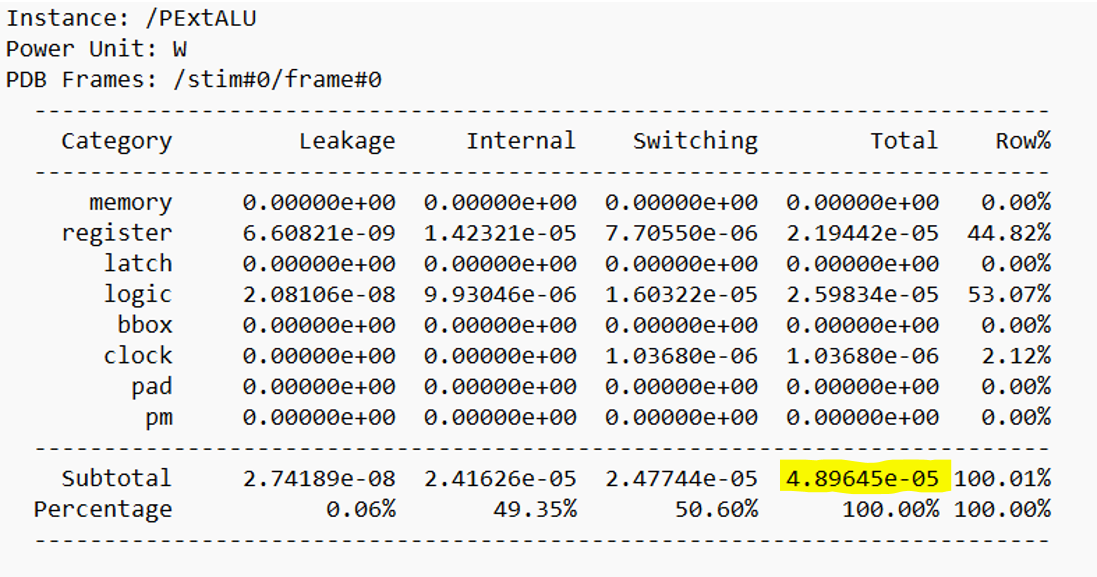 Instance: /PExtALU
Power Unit: W
PDB Frames: /stim#0/frame#0
-------------------------------------------------------------------
Category Leakage Internal Switching Total Row%
-------------------------------------------------------------------
memory 0.00000e+00 0.00000e+00 0.00000e+00 0.00000e+00 0.00%
register 6.60821e-09 1.42321e-05 7.70550e-06 2.19442e-05 44.82%
latch 0.00000e+00 0.00000e+00 0.00000e+00 0.00000e+00 0.00%
logic 2.08106e-08 9.93046e-06 1.60322e-05 2.59834e-05 53.07%
bbox 0.00000e+00 0.00000e+00 0.00000e+00 0.00000e+00 0.00%
clock 0.00000e+00 0.00000e+00 1.03680e-06 1.03680e-06 2.12%
pad 0.00000e+00 0.00000e+00 0.00000e+00 0.00000e+00 0.00%
pm 0.00000e+00 0.00000e+00 0.00000e+00 0.00000e+00 0.00%
-------------------------------------------------------------------
Subtotal 2.74189e-08 2.41626e-05 2.47744e-05 4.89645e-05 100.01%
Percentage 0.06% 49.35% 50.60% 100.00% 100.00%
-------------------------------------------------------------------